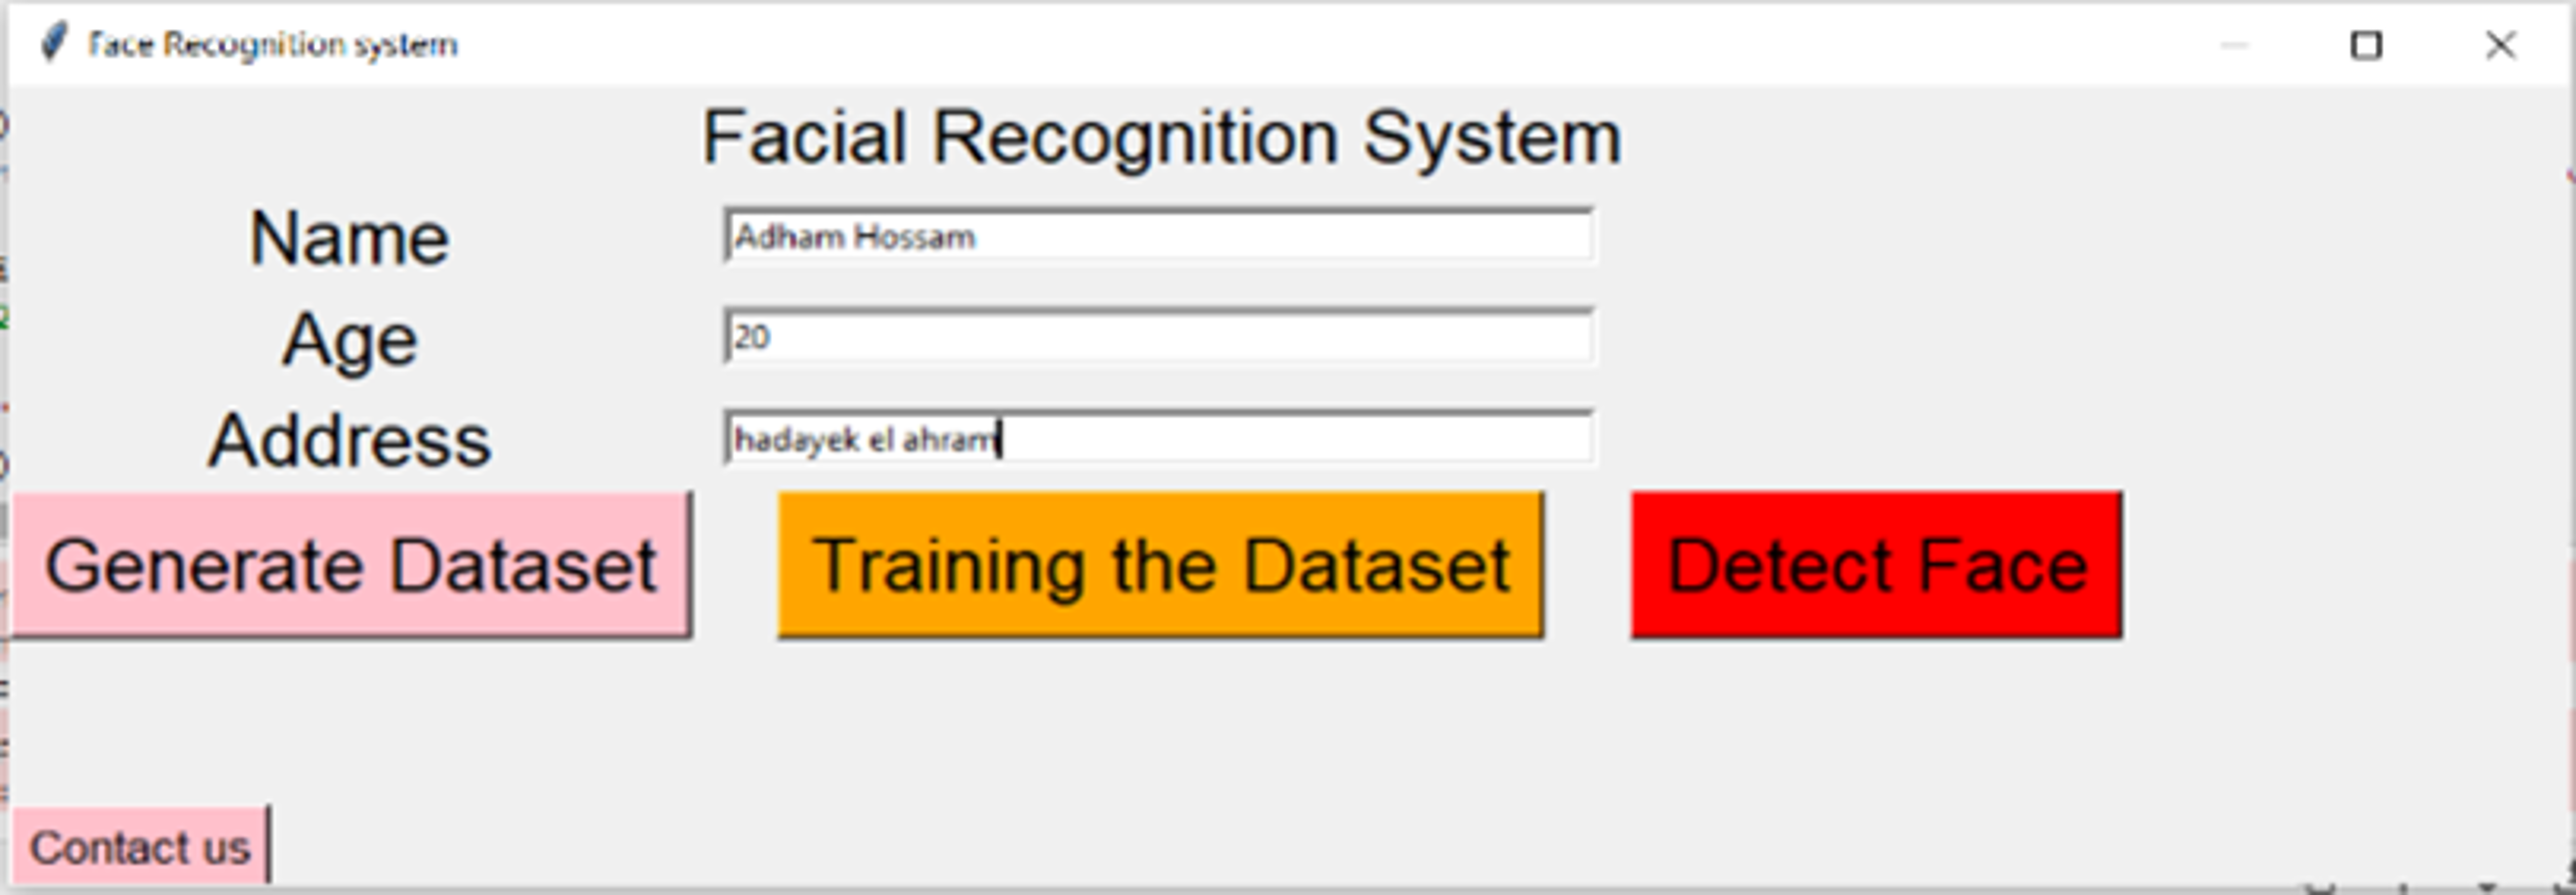 Face Recognition system
Facial Recognition System
Name Adham Hossam
Age 20
Address hadayek el ahram
Generate Dataset Training the Dataset Detect Face
Contact us